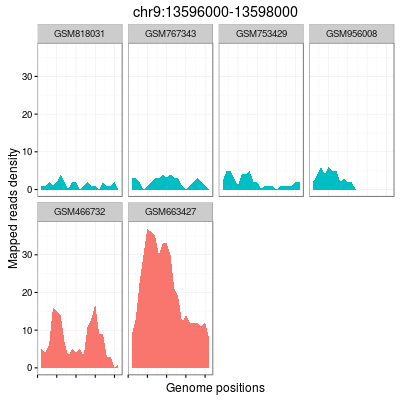 chr9:13596000-13598000
GSM818031 GSM767343 GSM753429 GSM956008
30
20
10
0
GSM466732 GSM663427
30
20
10
0
Mapped reads density
Genome positions